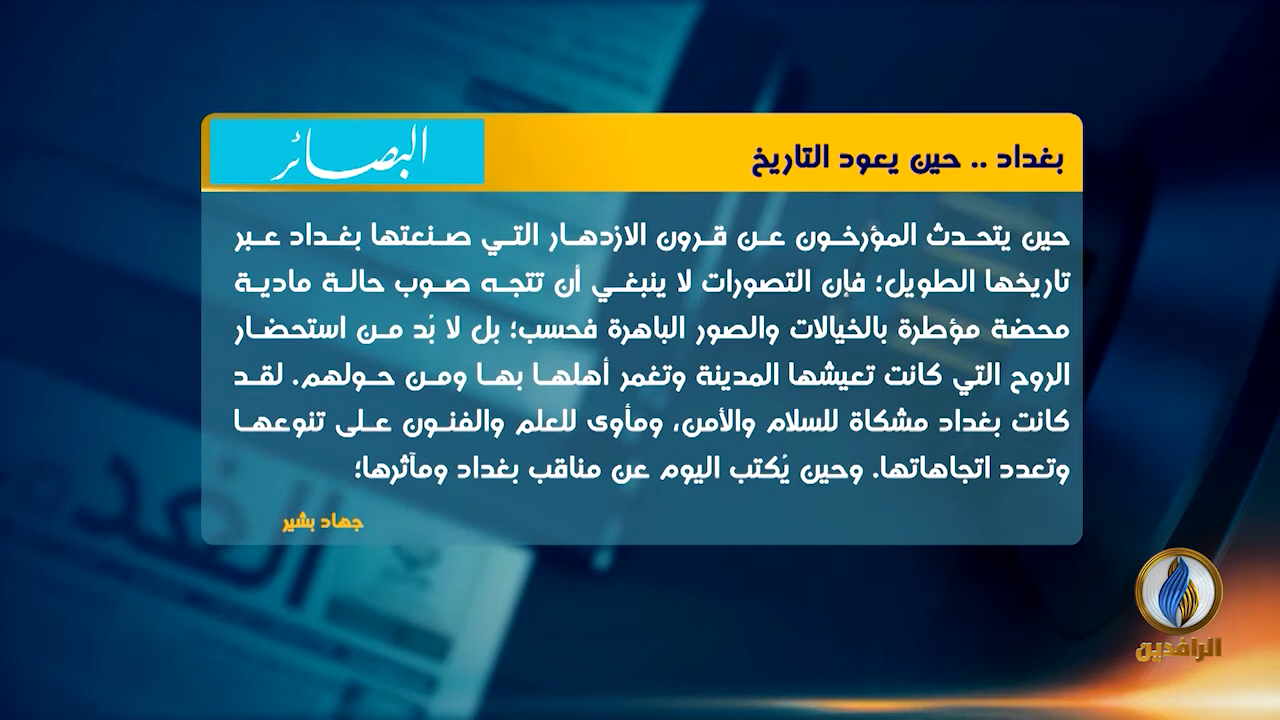 بغداد .. حين يعود التاريخ
البصائر
حين يتحدث المؤرخون عن قرون الازدهار التي صنعتها بغداد عبر
تاريخها الطويل؛ فإن التصورات لا ينبغي أن تتجه صوب حالة مادية
محضة مؤطرة بالخيالات والصور الباهرة فحسب؛ بل لا بُد من استحضار
الروح التي كانت تعيشها المدينة وتغمر أهلها بها ومن حولهم. لقد
كانت بغداد مشكاة للسلام والأمن، ومأوى للعلم والفنون على تنوعها
وتعدد اتجاهاتها. وحين يُكتب اليوم عن مناقب بغداد ومآثرها؛
جهاد بشير
الغد
الرافدين